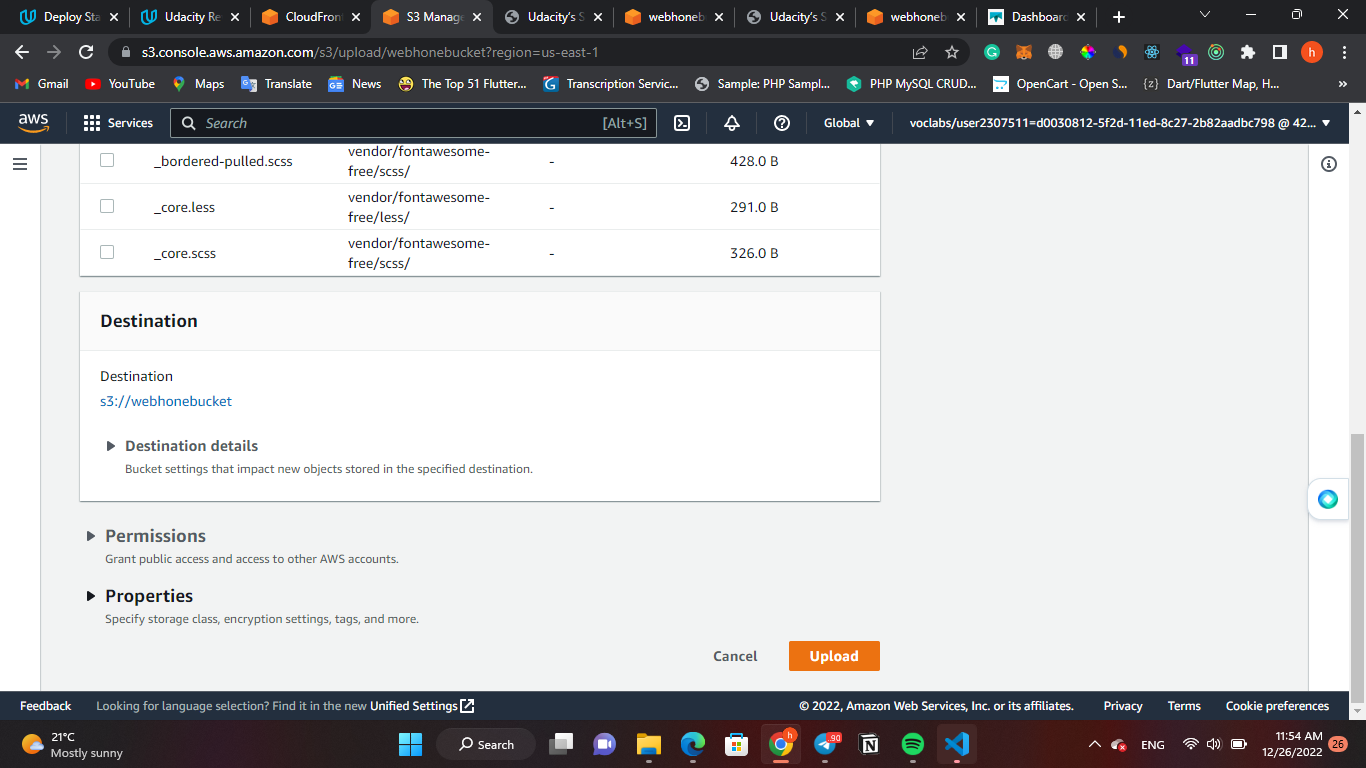 Deploy Sta
Udacity Re
CloudFron
S3 Manage
Udacity's S
webhoneb
Udacity's S
webhoneb
Dashboard
s3.console.aws.amazon.com/s3/upload/webhonebucket?region=us-east-1
11
h
Gmail
YouTube
Maps
Translate
News
The Top 51 Flutter...
Transcription Servic...
Sample: PHP Sampl...
PHP MySQL CRUD...
OpenCart - Open S...
Dart/Flutter Map, H...
»
aws
Services
Search
[Alt+S]
Global
voclabs/user2307511=d0030812-5f2d-11ed-8c27-2b82aadbc798 @ 42...
_bordered-pulled.scss
vendor/fontawesome-
free/scss/
-
428.0 B
_core.less
vendor/fontawesome-
free/less/
-
291.0 B
_core.scss
vendor/fontawesome-
free/scss/
-
326.0 B
Destination
Destination
s3://webhonebucket
Destination details
Bucket settings that impact new objects stored in the specified destination.
Permissions
Grant public access and access to other AWS accounts.
Properties
Specify storage class, encryption settings, tags, and more.
Cancel
Upload
Feedback
Looking for language selection? Find it in the new Unified Settings
© 2022, Amazon Web Services, Inc. or its affiliates.
Privacy
Terms
Cookie preferences
21°C
Mostly sunny
Search
h
90
ENG
11:54 AM
12/26/2022
26